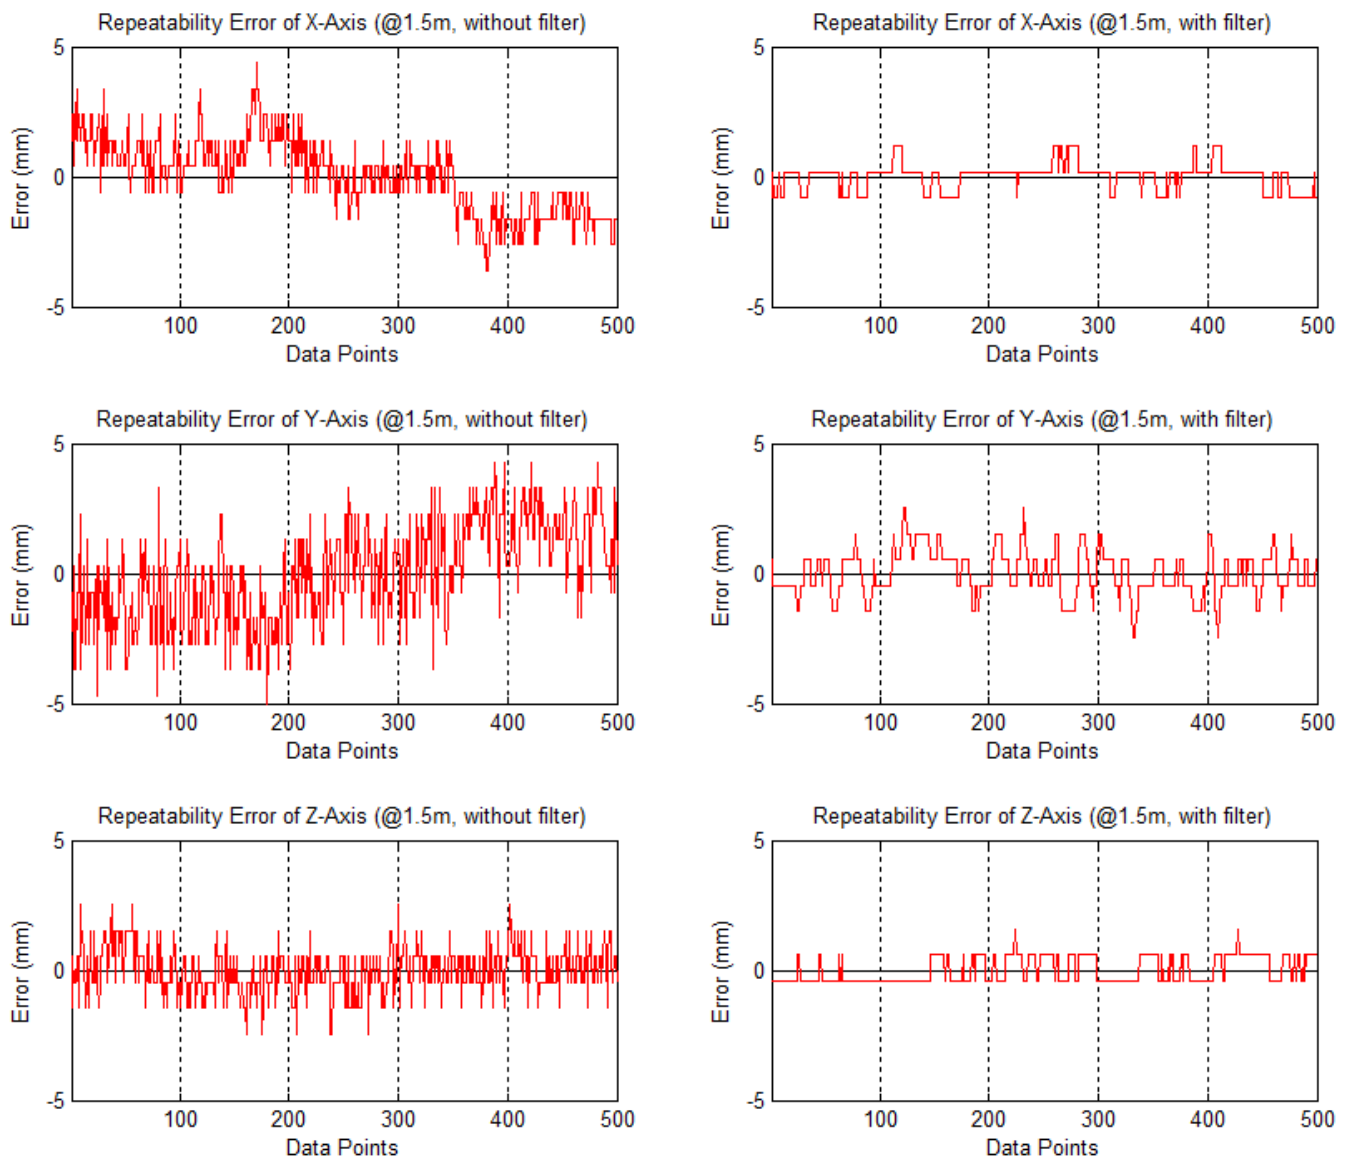 Repeatability Error of X-Axis (@1.5m, without filter)
5
0
-5
Error (mm)
100 200 300 400 500
Data Points
Repeatability Error of X-Axis (@1.5m, with filter)
5
0
-5
Error (mm)
100 200 300 400 500
Data Points
Repeatability Error of Y-Axis (@1.5m, without filter)
5
0
-5
Error (mm)
100 200 300 400 500
Data Points
Repeatability Error of Y-Axis (@1.5m, with filter)
5
0
-5
Error (mm)
100 200 300 400 500
Data Points
Repeatability Error of Z-Axis (@1.5m, without filter)
5
0
-5
Error (mm)
100 200 300 400 500
Data Points
Repeatability Error of Z-Axis (@1.5m, with filter)
5
0
-5
Error (mm)
100 200 300 400 500
Data Points